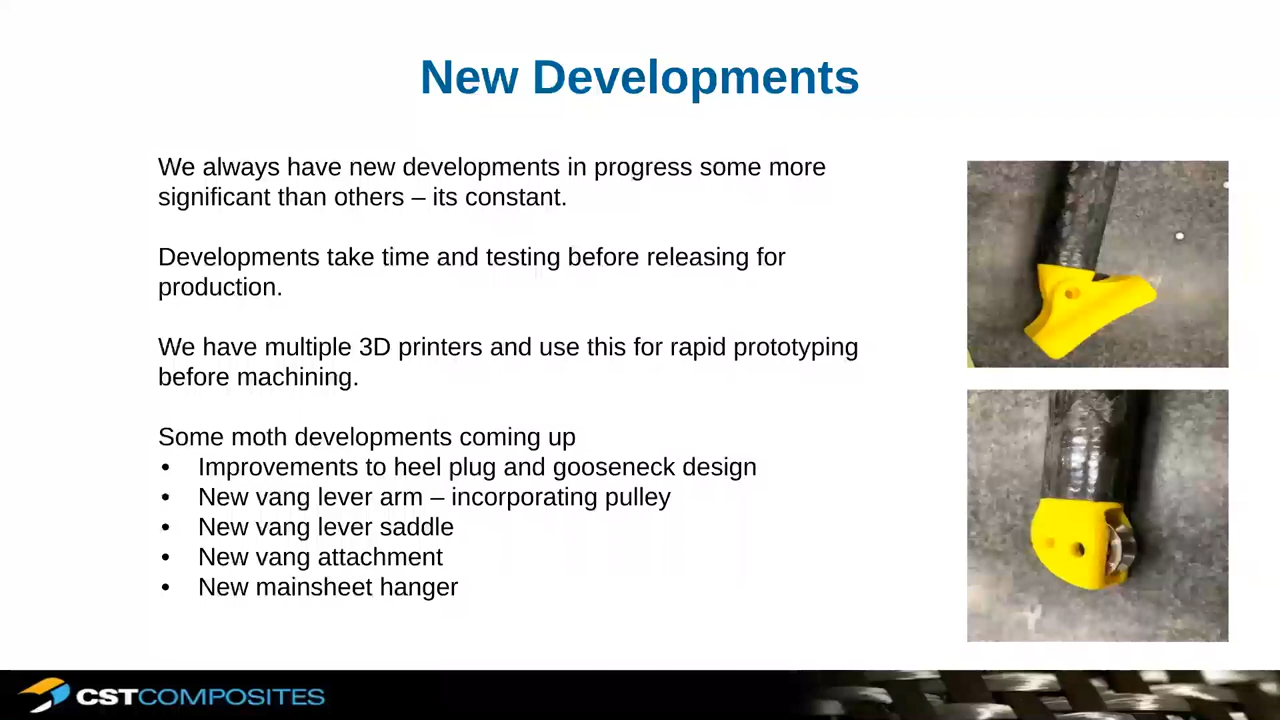 New Developments
We always have new developments in progress some more
significant than others – its constant.
Developments take time and testing before releasing for
production.
We have multiple 3D printers and use this for rapid prototyping
before machining.
Some moth developments coming up
• Improvements to heel plug and gooseneck design
• New vang lever arm – incorporating pulley
• New vang lever saddle
• New vang attachment
• New mainsheet hanger
CSTCOMPOSITES